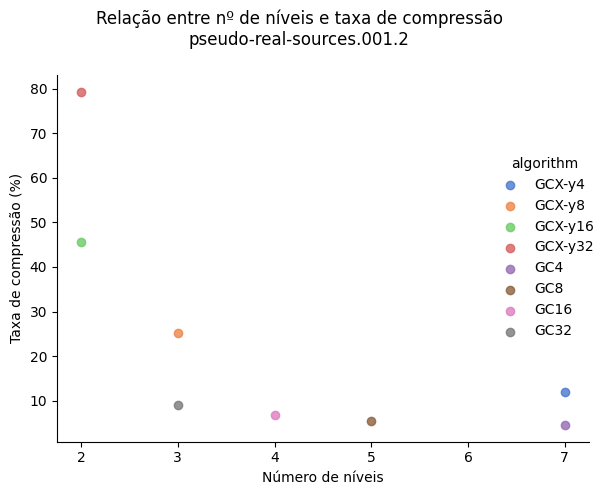 Relação entre nº de níveis e taxa de compressão
pseudo-real-sources.001.2
80
70
60
50
40
30
20
10
Taxa de compressão (%)
2
3
4
5
6
7
Número de níveis
algorithm
GCX-y4
GCX-y8
GCX-y16
GCX-y32
GC4
GC8
GC16
GC32